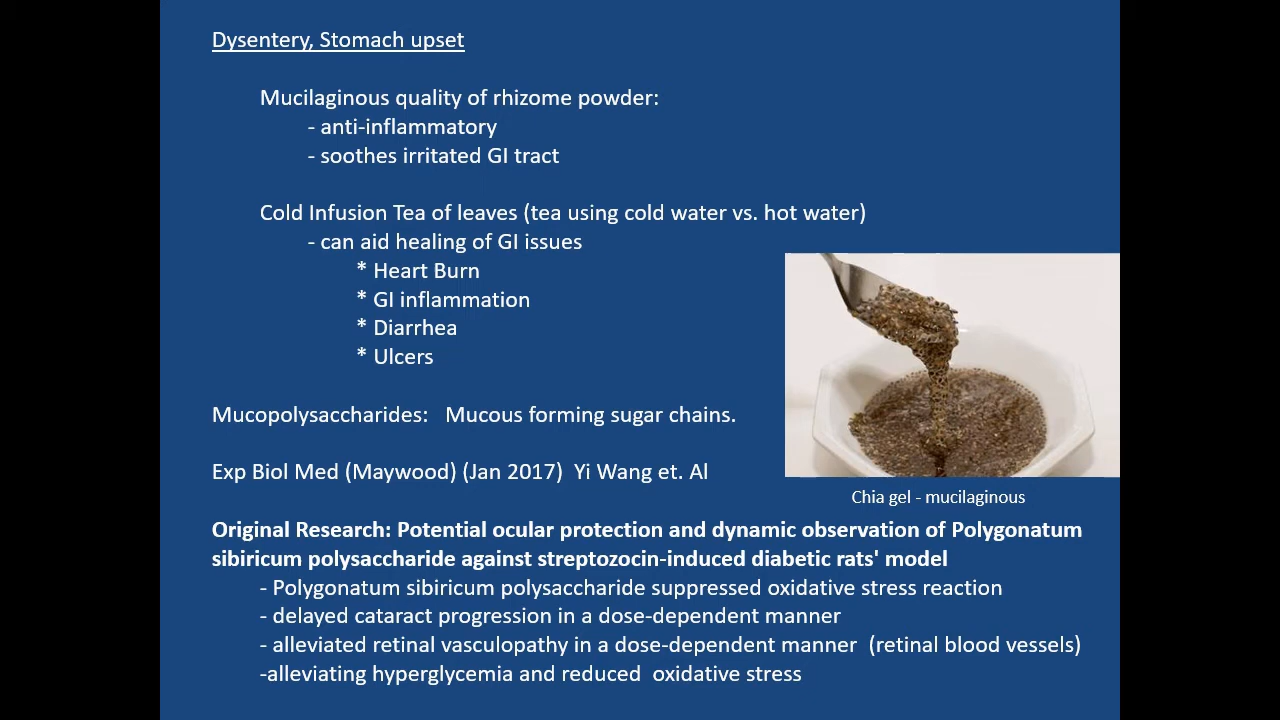 Dysentery, Stomach upset
Mucilaginous quality of rhizome powder:
- anti-inflammatory
- soothes irritated GI tract
Cold Infusion Tea of leaves (tea using cold water vs. hot water)
- can aid healing of GI issues
* Heart Burn
* GI inflammation
* Diarrhea
* Ulcers
Mucopolysaccharides:   Mucous forming sugar chains.
Exp Biol Med (Maywood) (Jan 2017)  Yi Wang et. Al
Chia gel - mucilaginous
Original Research: Potential ocular protection and dynamic observation of Polygonatum
sibiricum polysaccharide against streptozocin-induced diabetic rats' model
- Polygonatum sibiricum polysaccharide suppressed oxidative stress reaction
- delayed cataract progression in a dose-dependent manner
- alleviated retinal vasculopathy in a dose-dependent manner  (retinal blood vessels)
-alleviating hyperglycemia and reduced  oxidative stress